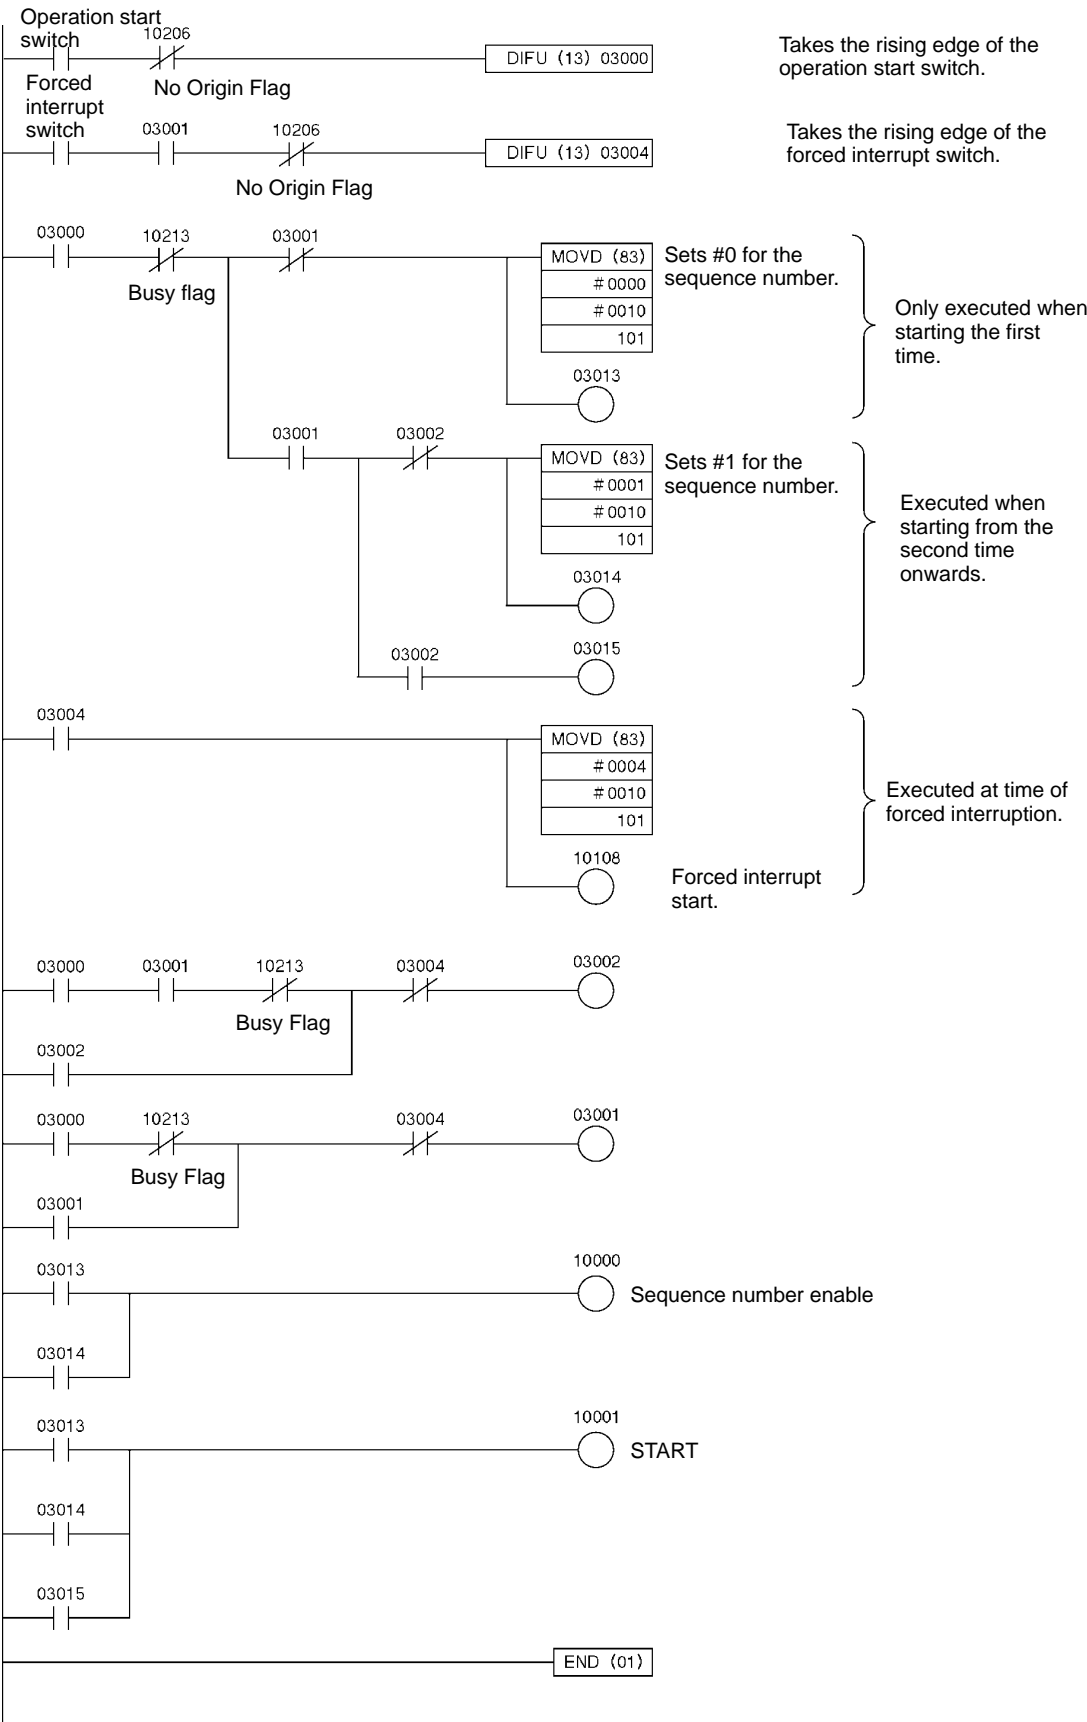 Operation start
switch
10206
DIFU (13) 03000
Takes the rising edge of the
operation start switch.
No Origin Flag
Forced
interrupt
switch
03001
10206
DIFU (13) 03004
Takes the rising edge of the
forced interrupt switch.
No Origin Flag
03000
10213
03001
Busy flag
MOVD (83)
#0000
#0010
101
Sets #0 for the
sequence number.
Only executed when
starting the first
time.
03013
03001
03002
MOVD (83)
#0001
#0010
101
Sets #1 for the
sequence number.
Executed when
starting from the
second time
onwards.
03014
03002
03015
03004
MOVD (83)
#0004
#0010
101
Executed at time of
forced interruption.
10108
Forced interrupt
start.
03000
03001
10213
03004
03002
Busy Flag
03002
03000
10213
03004
03001
Busy Flag
03001
03013
10000
Sequence number enable
03014
03013
10001
START
03014
03015
END (01)